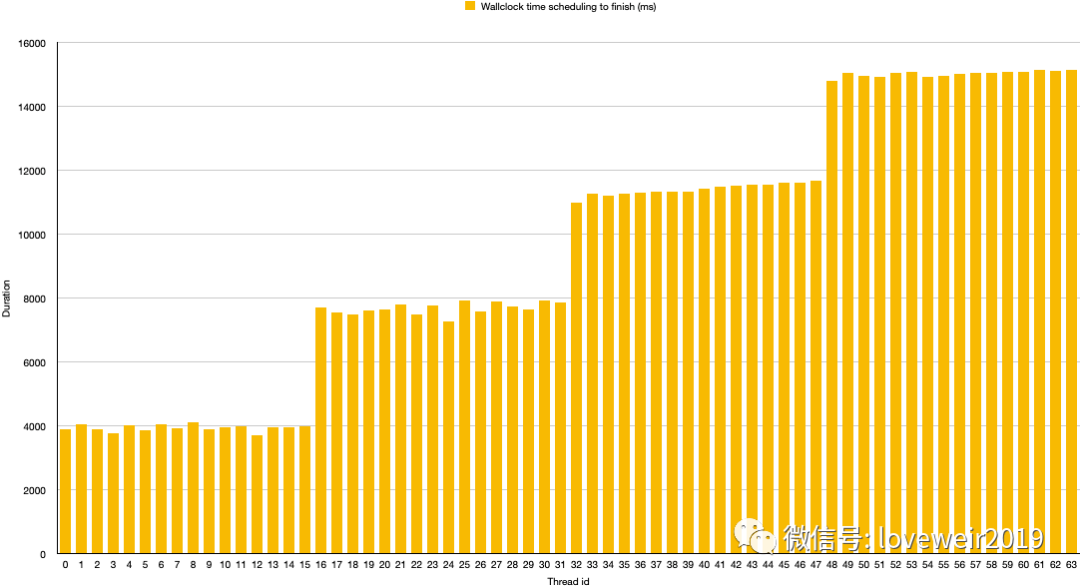 Wallclock time scheduling to finish (ms)
16000
14000
12000
10000
8000
6000
4000
2000
0
Duration
0 1 2 3 4 5 6 7 8 9 10 11 12 13 14 15 16 17 18 19 20 21 22 23 24 25 26 27 28 29 30 31 32 33 34 35 36 37 38 39 40 41 42 43 44 45 46 47 48 49 50 51 52 53 54 55 56 57 58 59 60 61 62 63
Thread id
微信号: loveweir2019